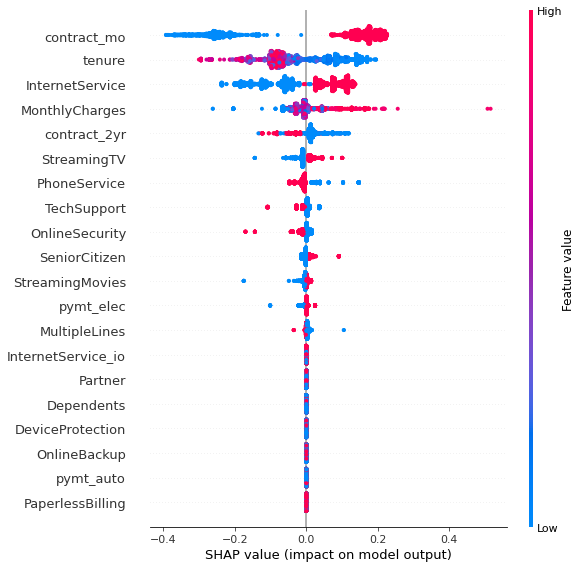 High
contract_mo
tenure
InternetService
MonthlyCharges
contract_2yr
StreamingTV
PhoneService
TechSupport
OnlineSecurity
SeniorCitizen
StreamingMovies
pymt_elec
MultipleLines
InternetService_io
Partner
Dependents
DeviceProtection
OnlineBackup
pymt_auto
PaperlessBilling
Feature value
Low
−0.4 −0.2 0.0 0.2 0.4
SHAP value (impact on model output)